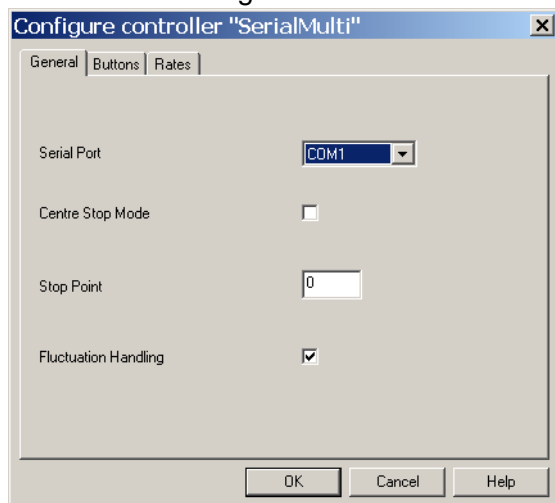 Configure controller "SerialMulti"
General Buttons Rates
Serial Port COM1
Centre Stop Mode
Stop Point 0
Fluctuation Handling
OK Cancel Help